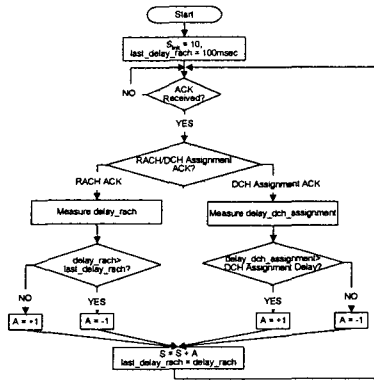 Start
S_init = 10,
last_delay_rach = 100msec
ACK
Received?
NO
YES
RACH/DCH Assignment
ACK?
RACH ACK
DCH Assignment ACK
Measure delay_rach
Measure delay_dch_assignment
delay_rach>
last_delay_rach?
delay_dch_assignment>
DCH Assignment Delay?
NO
YES
YES
NO
A = +1
A = -1
A = +1
A = -1
S = S + A
last_delay_rach = delay_rach